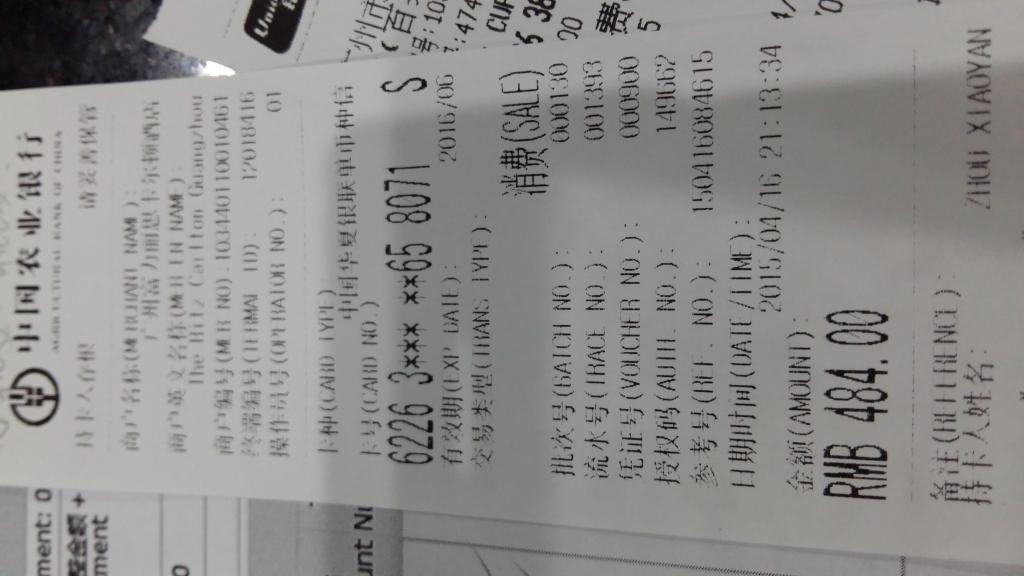 中国农业银行
AGRICULTURAL BANK OF CHINA
持卡人存根 请妥善保管
商户名称(MERCHANT NAME):
广州富力丽思卡尔顿酒店
商户英文名称(MER EN NAME):
The Ritz Carlton Guangzhou
商户编号(MER NO):103440110010461
终端编号(TERMAL ID): 12018416
操作员号(OPERATOR NO.): 01
卡种(CARD TYPE)
中国华夏银联单币种信
卡号(CARD NO.)
6226 3*** **65 8071 S
有效期(EXP DATE): 2016/06
交易类型(TRANS TYPE):
消费(SALE)
批次号(BATCH NO.): 000130
流水号(TRACE NO.): 001393
凭证号(VOUCHER NO.): 000900
授权码(AUTH. NO.): 149662
参考号(REF. NO.): 150416084615
日期时间(DATE/TIME):
2015/04/16 21:13:34
金额(AMOUNT):
RMB 484.00
备注(REFERENCE)
持卡人姓名: ZHOU XIAOYAN